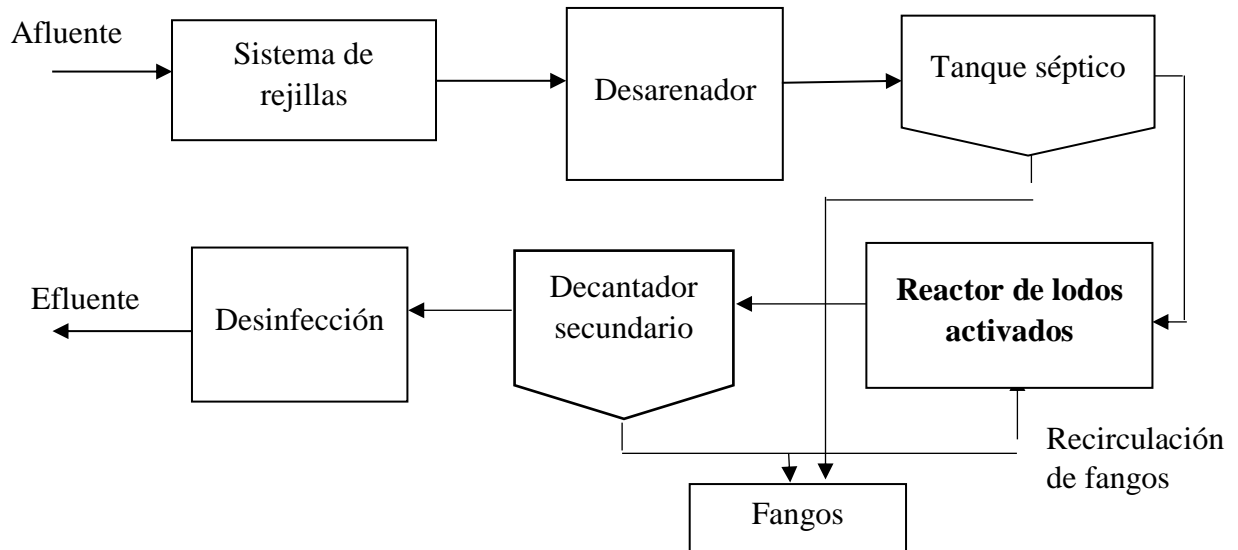 Afluente
Sistema de
rejillas
Desarenador
Tanque séptico
Reactor de lodos
activados
Decantador
secundario
Desinfección
Efluente
Recirculación
de fangos
Fangos